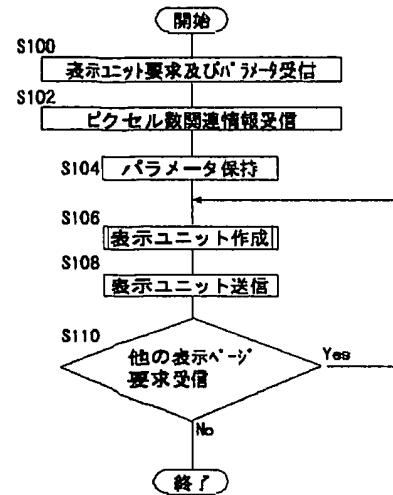 開始
S100
表示ユニット要求及びパラメータ受信
S102
ピクセル数関連情報受信
S104
パラメータ保持
S106
表示ユニット作成
S108
表示ユニット送信
S110
他の表示ページ
要求受信
Yes
No
終了